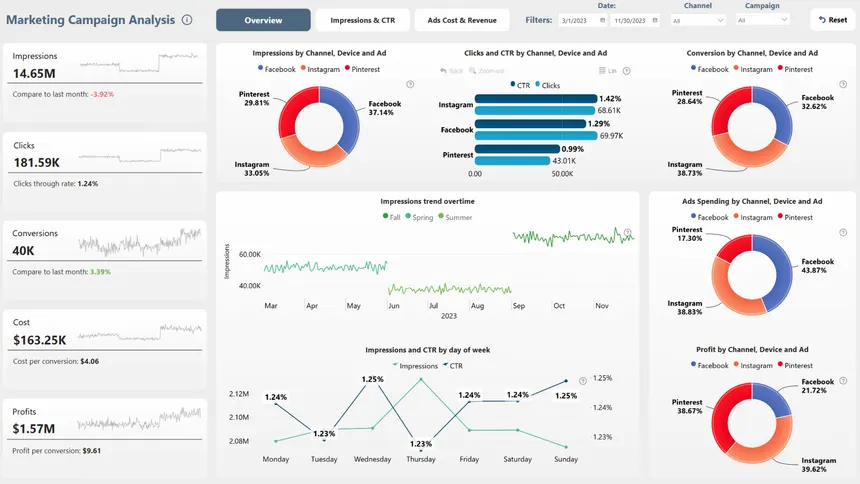 Marketing Campaign Analysis
Overview
Impressions & CTR
Ads Cost & Revenue
Filters:
Date:
3/1/2023
11/30/2023
Channel
All
Campaign
All
Reset
Impressions
14.65M
Compare to last month: -3.92%
Clicks
181.59K
Clicks through rate: 1.24%
Conversions
40K
Compare to last month: 3.39%
Cost
$163.25K
Cost per conversion: $4.06
Profits
$1.57M
Profit per conversion: $9.61
Impressions by Channel, Device and Ad
Facebook Instagram Pinterest
Pinterest
29.81%
Facebook
37.14%
Instagram
33.05%
Clicks and CTR by Channel, Device and Ad
Back Zoom-out Lin
CTR Clicks
Instagram
1.42%
68.61K
Facebook
1.29%
69.97K
Pinterest
0.99%
43.01K
0.00 50.00K
Conversion by Channel, Device and Ad
Facebook Instagram Pinterest
Pinterest
28.64%
Facebook
32.62%
Instagram
38.73%
Impressions trend overtime
Fall Spring Summer
Impressions
60.00K
40.00K
Mar Apr May Jun Jul Aug Sep Oct Nov
2023
Ads Spending by Channel, Device and Ad
Facebook Instagram Pinterest
Pinterest
17.30%
Facebook
43.87%
Instagram
38.83%
Impressions and CTR by day of week
Impressions CTR
2.12M
2.10M
2.08M
1.24%
1.23%
1.25%
1.23%
1.24%
1.24%
1.25%
1.25%
1.24%
1.23%
Monday Tuesday Wednesday Thursday Friday Saturday Sunday
Profit by Channel, Device and Ad
Facebook Instagram Pinterest
Facebook
21.72%
Pinterest
38.67%
Instagram
39.62%